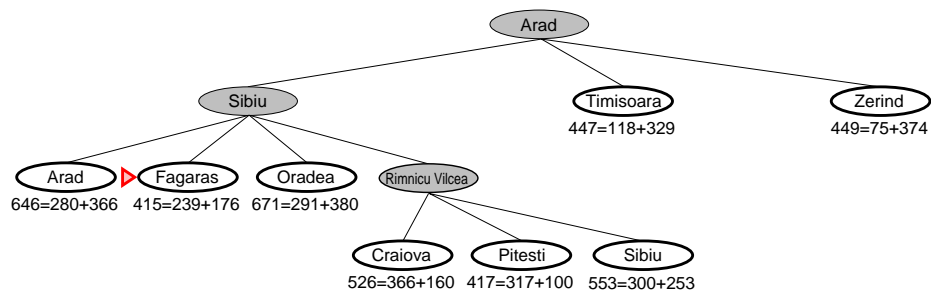 Arad
Sibiu
Timisoara
Zerind
447=118+329
449=75+374
Arad
Fagaras
Oradea
Rimnicu Vilcea
646=280+366
415=239+176
671=291+380
Craiova
Pitesti
Sibiu
526=366+160
417=317+100
553=300+253